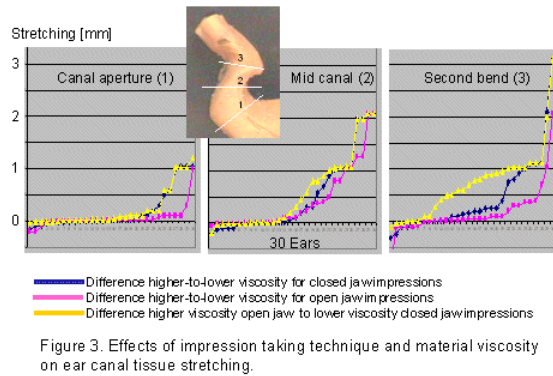 Stretching [mm]
3
2
1
0
Canal aperture (1)
3
2
1
Mid canal (2)
30 Ears
Second bend (3)
Difference higher-to-lower viscosity for closed jaw impressions
Difference higher-to-lower viscosity for open jaw impressions
Difference higher viscosity open jaw to lower viscosity closed jaw impressions
Figure 3. Effects of impression taking technique and material viscosity
on ear canal tissue stretching.